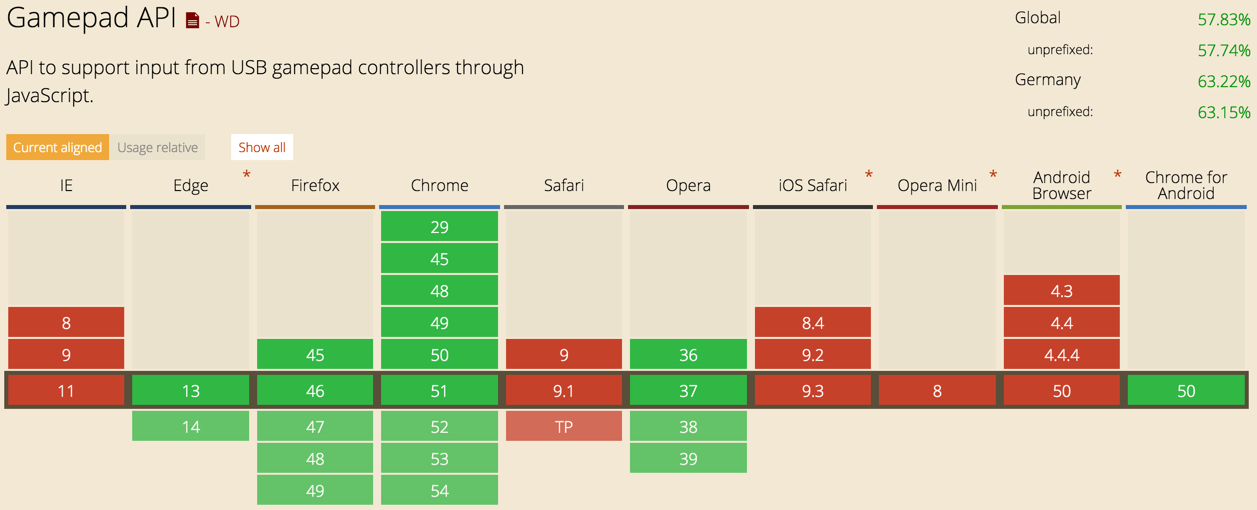 Gamepad API - WD
API to support input from USB gamepad controllers through
JavaScript.
Global 57.83%
unprefixed: 57.74%
Germany 63.22%
unprefixed: 63.15%
Current aligned Usage relative Show all
IE Edge * Firefox Chrome Safari Opera iOS Safari * Opera Mini * Android Browser * Chrome for Android
29
45
48 4.3
8 49 8.4 4.4
9 45 50 9 36 9.2 4.4.4
11 13 46 51 9.1 37 9.3 8 50 50
14 47 52 TP 38
48 53 39
49 54